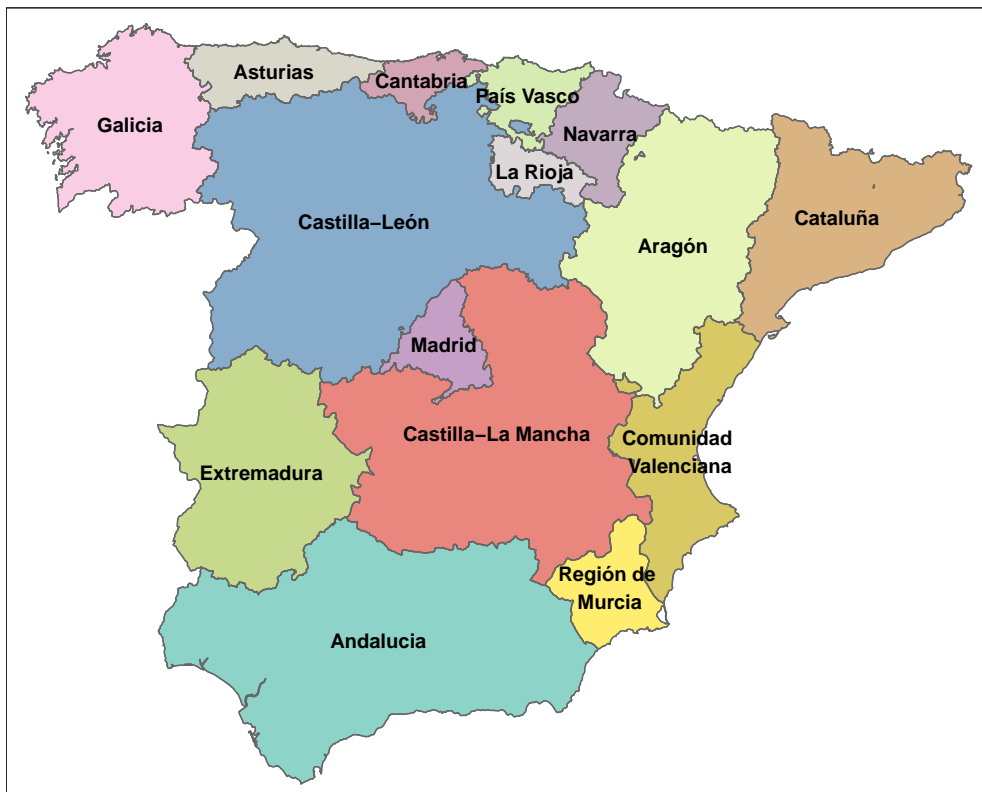 Asturias
Cantabria
País Vasco
Galicia
Navarra
La Rioja
Castilla–León
Cataluña
Aragón
Madrid
Castilla–La Mancha
Comunidad
Valenciana
Extremadura
Región de
Murcia
Andalucia